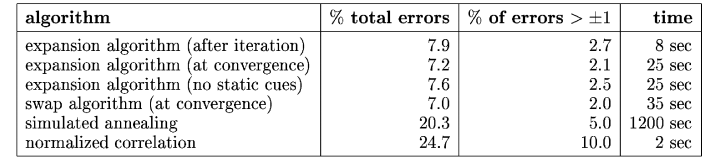 algorithm % total errors % of errors > ±1 time
expansion algorithm (after iteration) 7.9 2.7 8 sec
expansion algorithm (at convergence) 7.2 2.1 25 sec
expansion algorithm (no static cues) 7.6 2.5 25 sec
swap algorithm (at convergence) 7.0 2.0 35 sec
simulated annealing 20.3 5.0 1200 sec
normalized correlation 24.7 10.0 2 sec